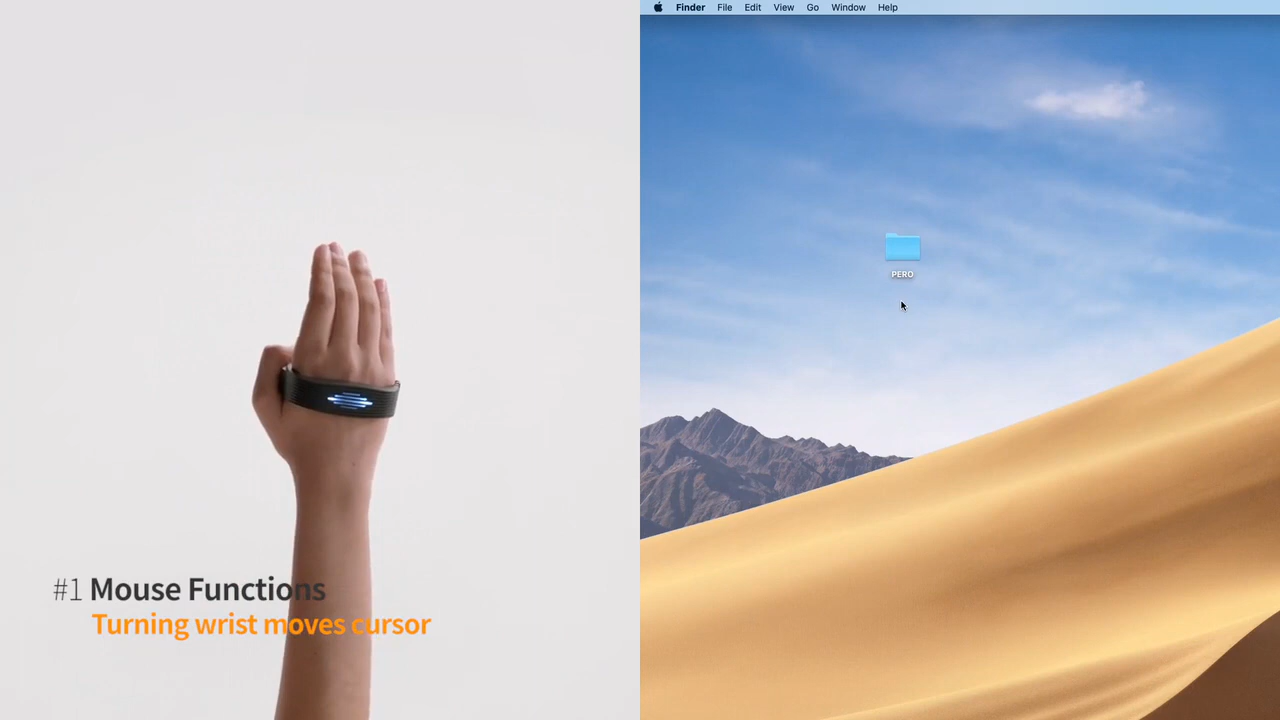 Finder File Edit View Go Window Help
PERO
#1 Mouse Functions
Turning wrist moves cursor